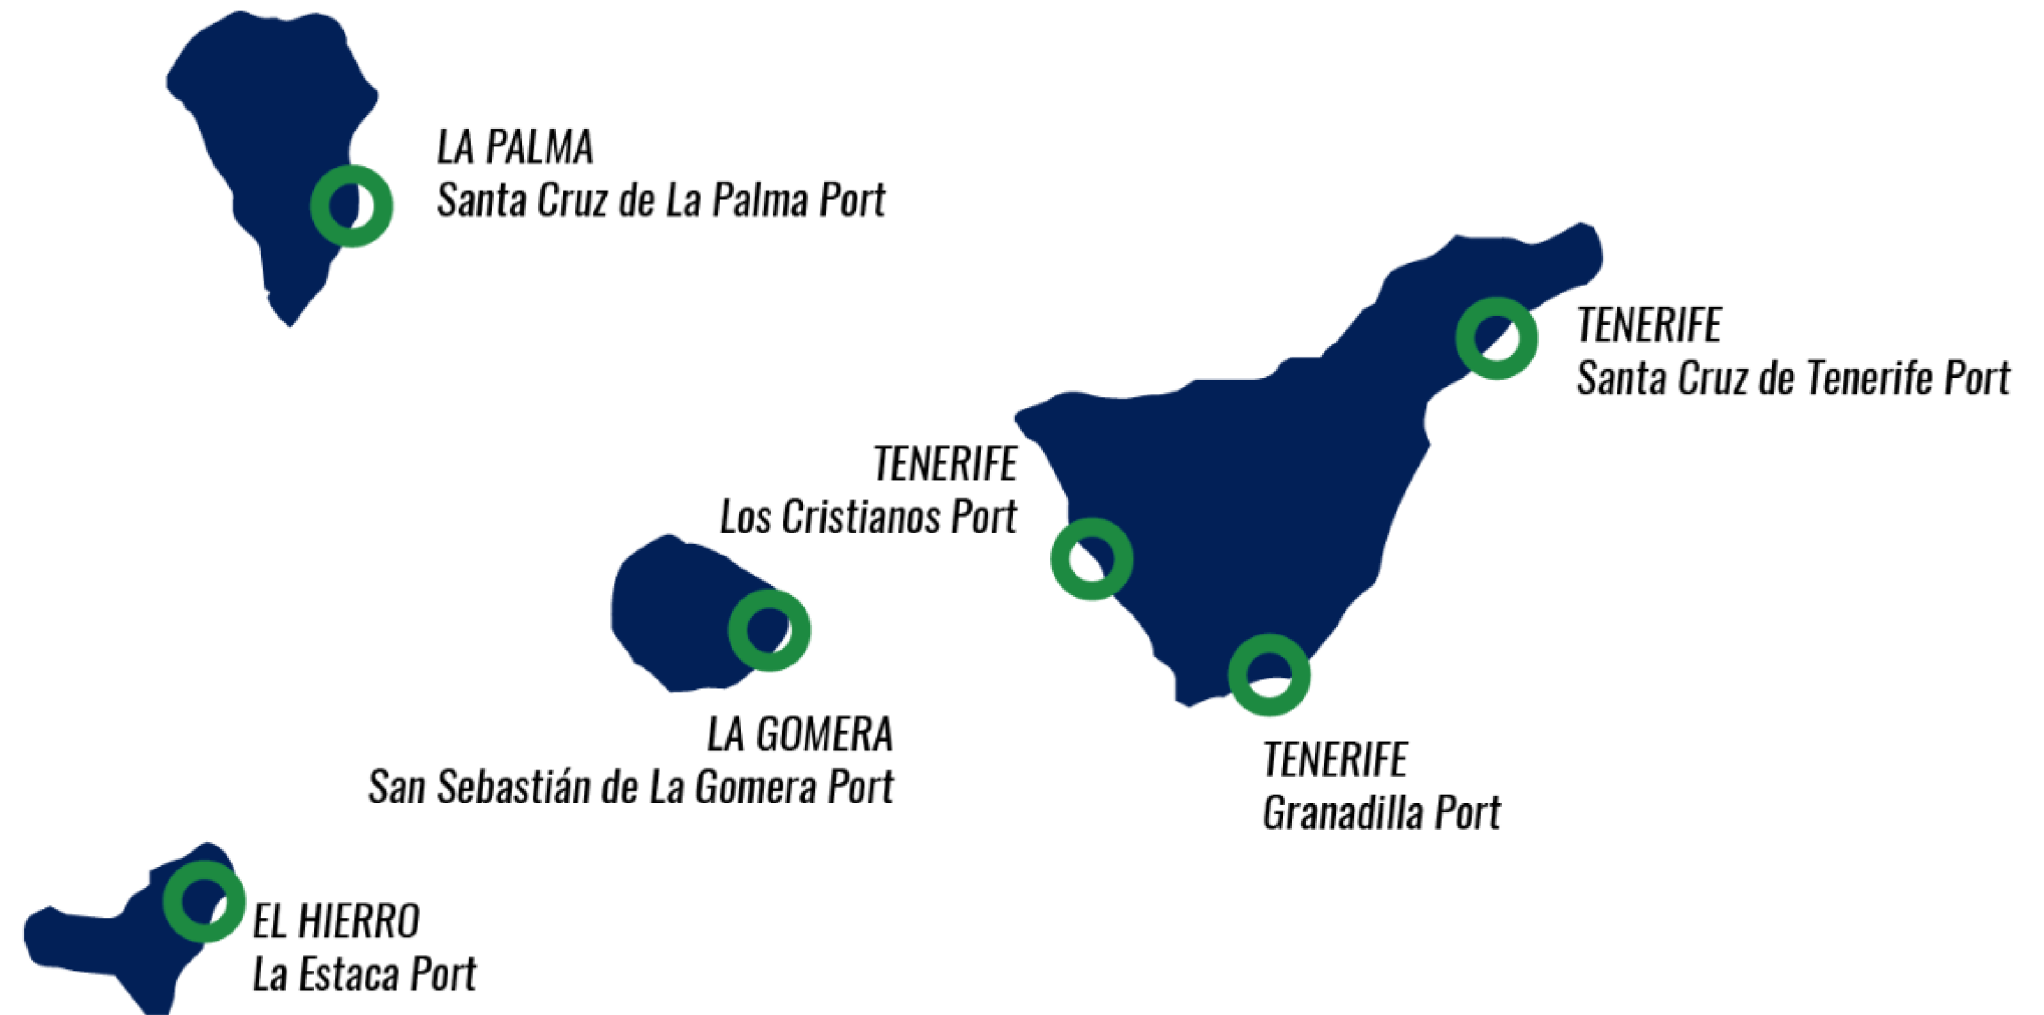 LA PALMA
Santa Cruz de La Palma Port
TENERIFE
Santa Cruz de Tenerife Port
TENERIFE
Los Cristianos Port
LA GOMERA
San Sebastián de La Gomera Port
TENERIFE
Granadilla Port
EL HIERRO
La Estaca Port